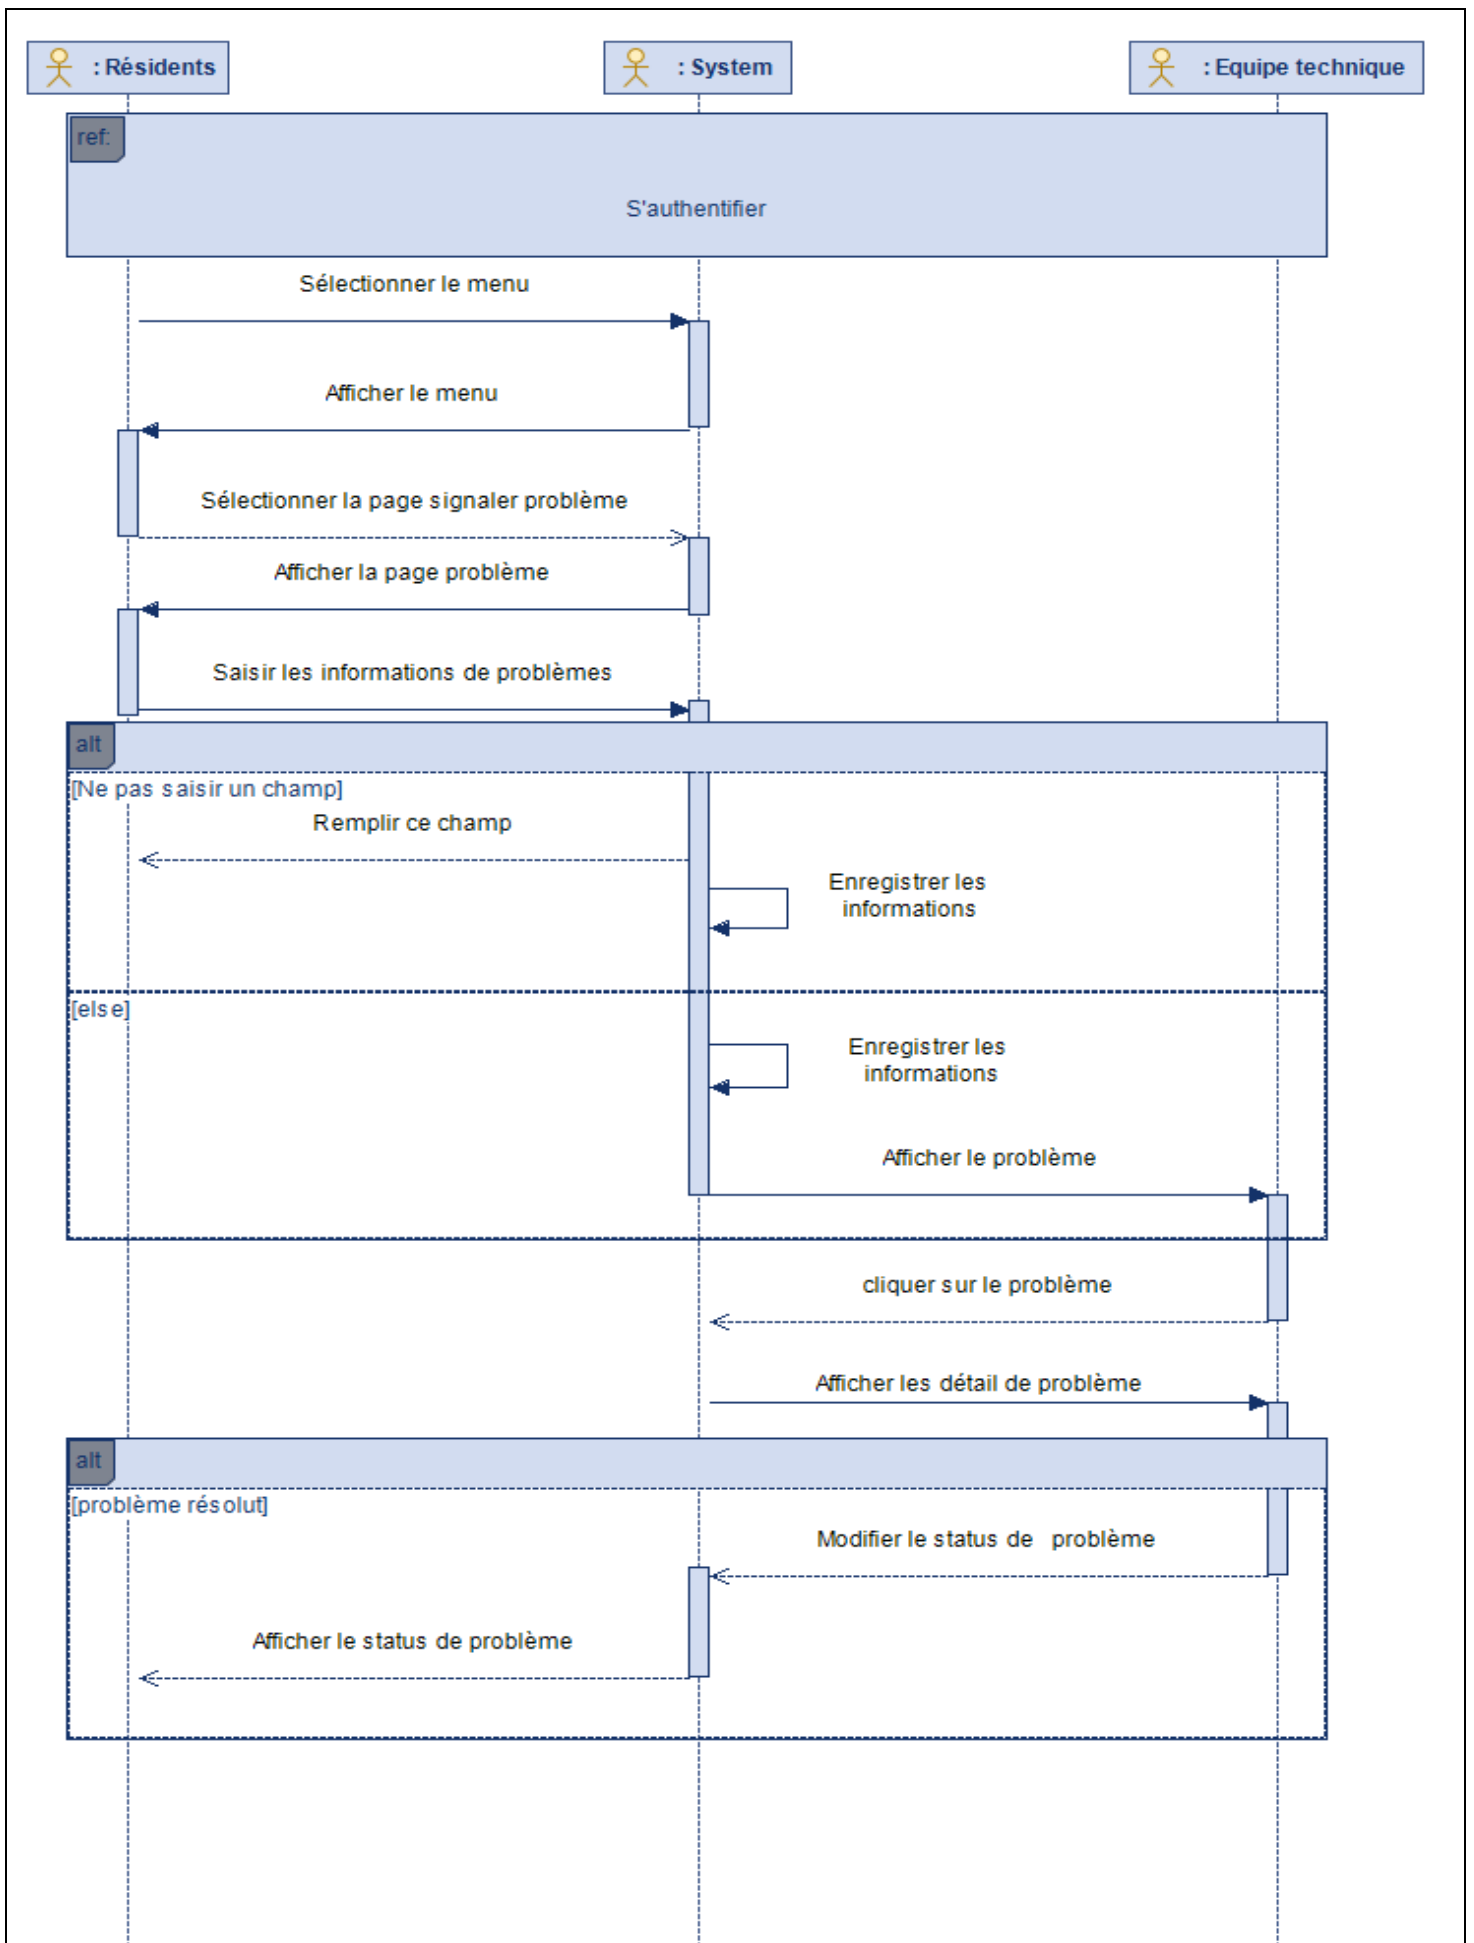 : Résidents
: System
: Equipe technique
ref:
S'authentifier
Sélectionner le menu
Afficher le menu
Sélectionner la page signaler problème
Afficher la page problème
Saisir les informations de problèmes
alt
[Ne pas saisir un champ]
Remplir ce champ
Enregistrer les
informations
[else]
Enregistrer les
informations
Afficher le problème
cliquer sur le problème
Afficher les détail de problème
alt
[problème résolut]
Modifier le status de problème
Afficher le status de problème